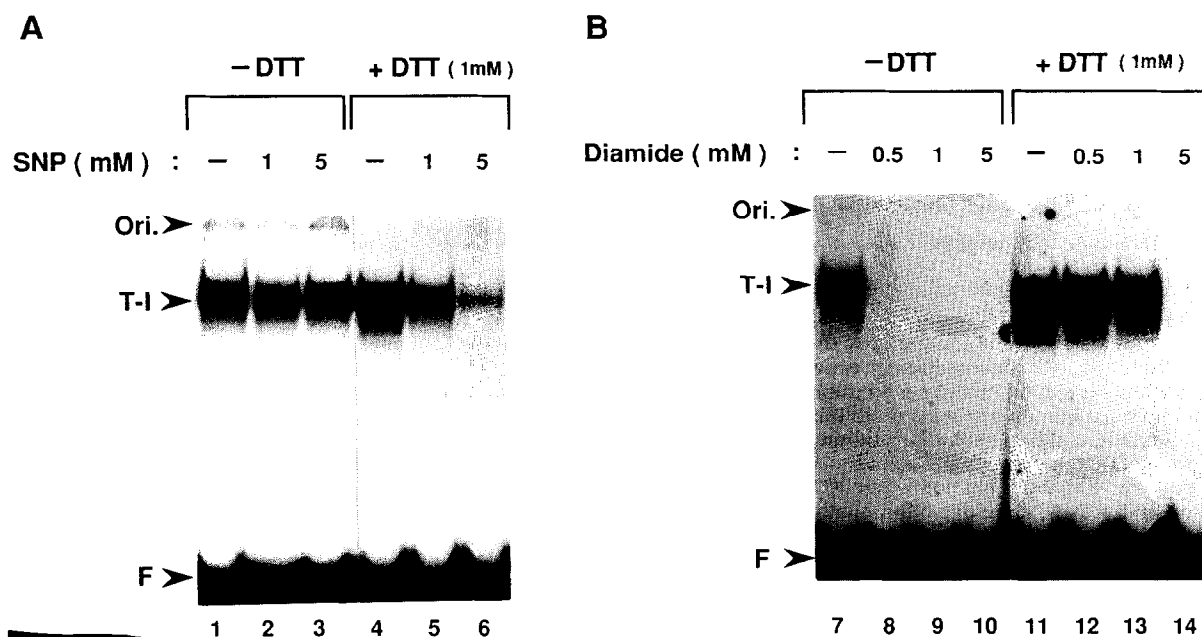 A
− DTT + DTT ( 1mM )
SNP ( mM ) : − 1 5 − 1 5
Ori.
T-I
F
1 2 3 4 5 6
B
− DTT + DTT ( 1mM )
Diamide ( mM ) : − 0.5 1 5 − 0.5 1 5
Ori.
T-I
F
7 8 9 10 11 12 13 14